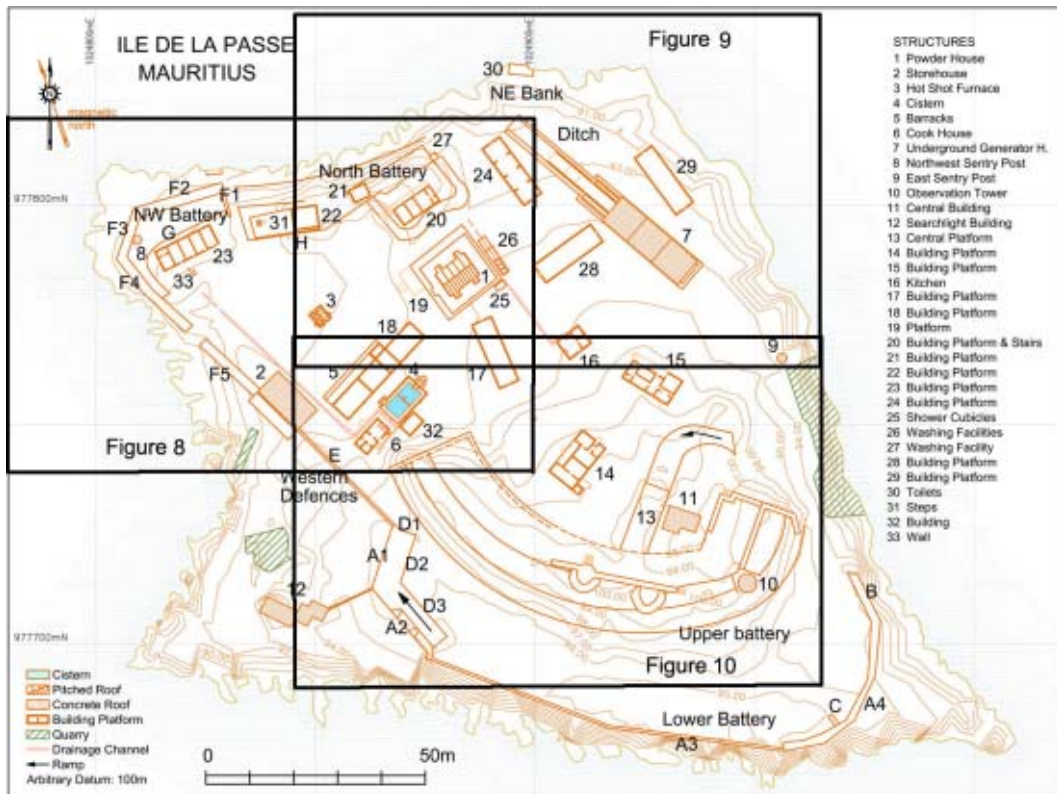 ILE DE LA PASSE
MAURITIUS
magnetic
north
977800mN
977700mN
Figure 9
Figure 8
Figure 10
30
NE Bank
Ditch
27
North Battery
24
29
F2
F1
21
NW Battery
F3
G
31
22
20
H
8
23
26
7
F4
33
1
28
19
25
3
18
16
9
F5
2
5
4
17
15
6
32
E
14
Western
Defences
11
13
D1
A1
D2
10
12
B
D3
A2
Upper battery
Lower Battery
C
A4
A3
STRUCTURES
1 Powder House
2 Storehouse
3 Hot Shot Furnace
4 Cistern
5 Barracks
6 Cook House
7 Underground Generator H.
8 Northwest Sentry Post
9 East Sentry Post
10 Observation Tower
11 Central Building
12 Searchlight Building
13 Central Platform
14 Building Platform
15 Building Platform
16 Kitchen
17 Building Platform
18 Building Platform
19 Platform
20 Building Platform & Stairs
21 Building Platform
22 Building Platform
23 Building Platform
24 Building Platform
25 Shower Cubicles
26 Washing Facilities
27 Washing Facility
28 Building Platform
29 Building Platform
30 Toilets
31 Steps
32 Building
33 Wall
Cistern
Pitched Roof
Concrete Roof
Building Platform
Quarry
Drainage Channel
Ramp
Arbitrary Datum: 100m
0 50m